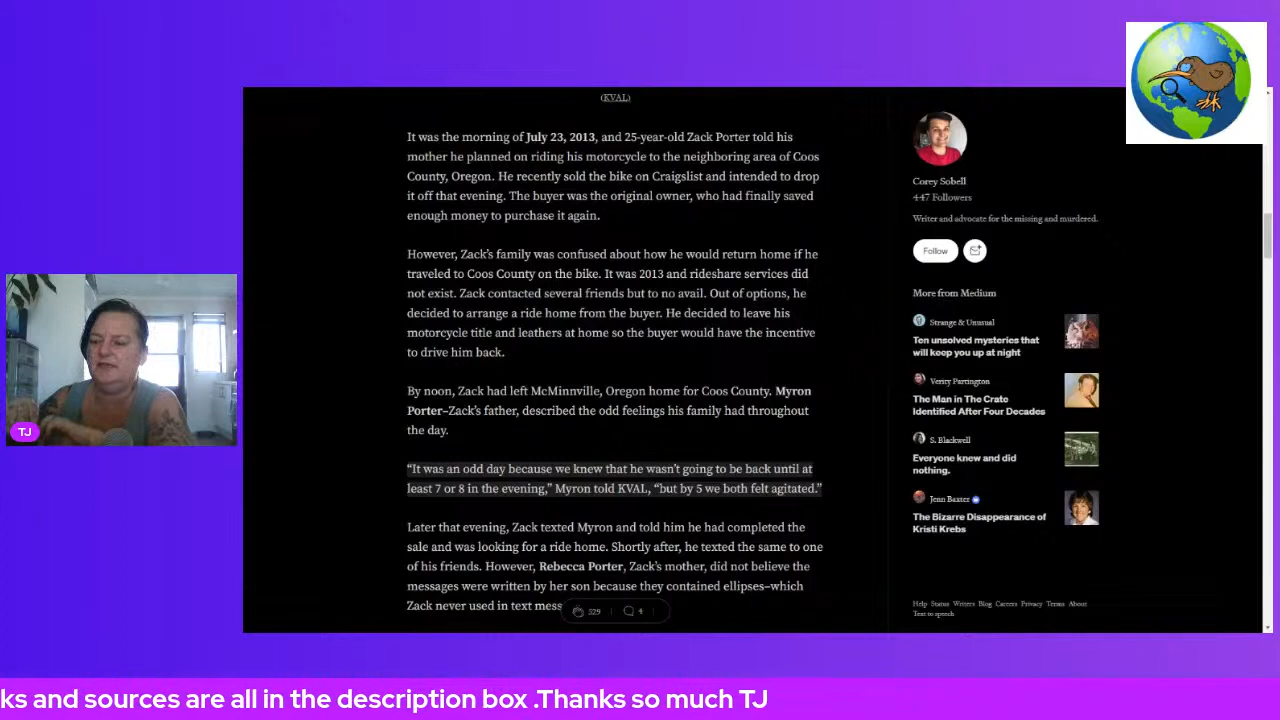 (KVAL)
It was the morning of July 23, 2013, and 25-year-old Zack Porter told his
mother he planned on riding his motorcycle to the neighboring area of Coos
County, Oregon. He recently sold the bike on Craigslist and intended to drop
it off that evening. The buyer was the original owner, who had finally saved
enough money to purchase it again.
However, Zack's family was confused about how he would return home if he
traveled to Coos County on the bike. It was 2013 and rideshare services did
not exist. Zack contacted several friends but to no avail. Out of options, he
decided to arrange a ride home from the buyer. He decided to leave his
motorcycle title and leathers at home so the buyer would have the incentive
to drive him back.
By noon, Zack had left McMinnville, Oregon home for Coos County. Myron
Porter–Zack's father, described the odd feelings his family had throughout
the day.
“It was an odd day because we knew that he wasn't going to be back until at
least 7 or 8 in the evening,” Myron told KVAL, “but by 5 we both felt agitated.”
Later that evening, Zack texted Myron and told him he had completed the
sale and was looking for a ride home. Shortly after, he texted the same to one
of his friends. However, Rebecca Porter, Zack's mother, did not believe the
messages were written by her son because they contained ellipses–which
Zack never used in text mess
529
4
Corey Sobell
447 Followers
Writer and advocate for the missing and murdered.
Follow
More from Medium
Strange & Unusual
Ten unsolved mysteries that
will keep you up at night
Verity Partington
The Man in The Crate
Identified After Four Decades
S. Blackwell
Everyone knew and did
nothing.
Jenn Baxter
The Bizarre Disappearance of
Kristi Krebs
Help Status Writers Blog Careers Privacy Terms About
Text to speech
TJ
ks and sources are all in the description box .Thanks so much TJ